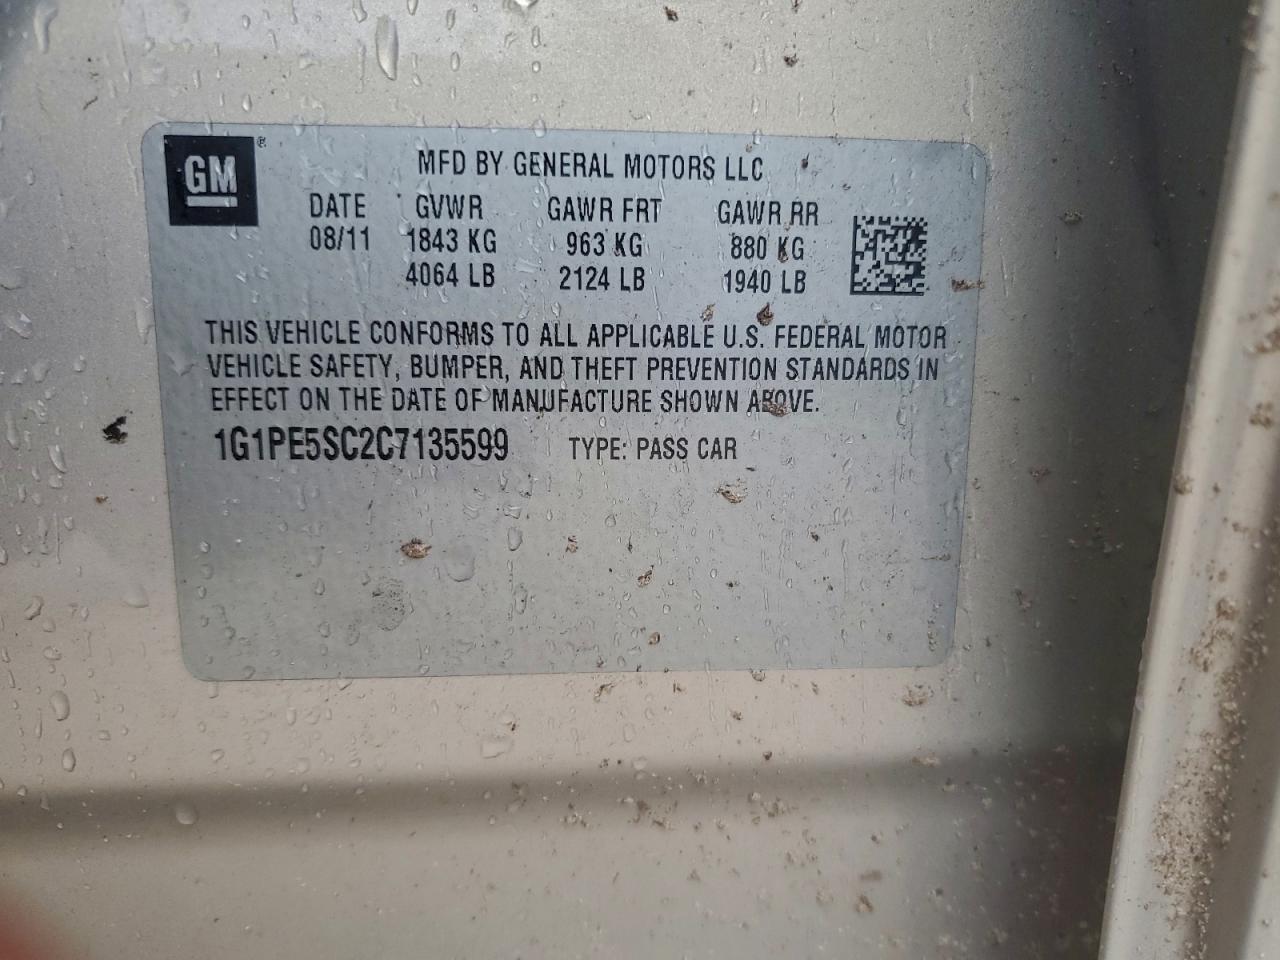 GM ®
MFD BY GENERAL MOTORS LLC
DATE GVWR GAWR FRT GAWR RR
08/11 1843 KG 963 KG 880 KG
4064 LB 2124 LB 1940 LB
THIS VEHICLE CONFORMS TO ALL APPLICABLE U.S. FEDERAL MOTOR
VEHICLE SAFETY, BUMPER, AND THEFT PREVENTION STANDARDS IN
EFFECT ON THE DATE OF MANUFACTURE SHOWN ABOVE.
1G1PE5SC2C7135599 TYPE: PASS CAR